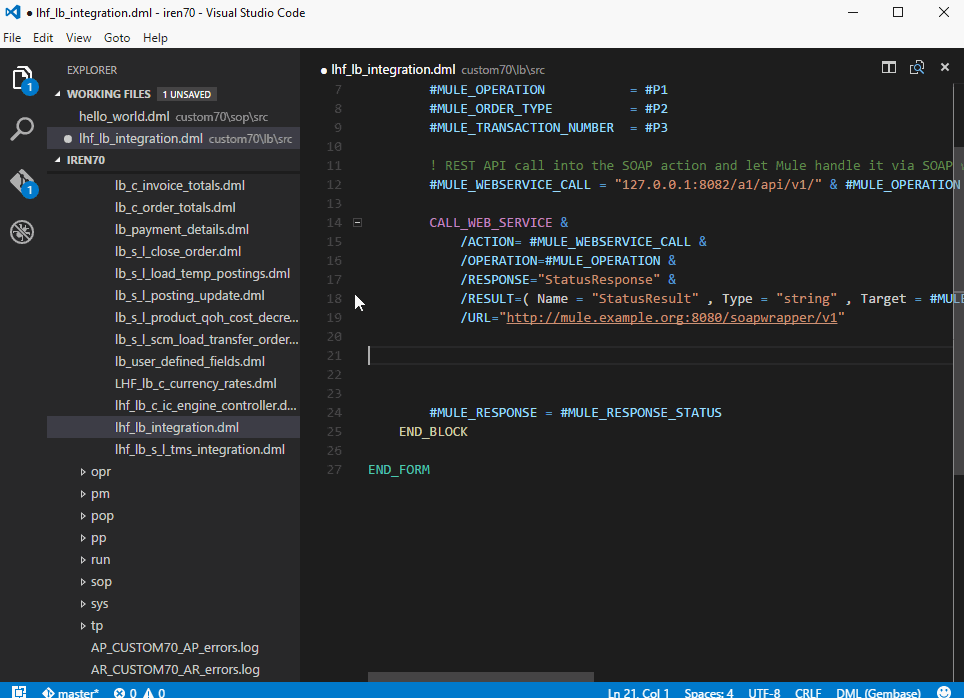 ● lhf_lb_integration.dml - iren70 - Visual Studio Code
File Edit View Goto Help
EXPLORER
WORKING FILES 1 UNSAVED
hello_world.dml custom70\sop\src
lhf_lb_integration.dml custom70\lb\src
IREN70
lb_c_invoice_totals.dml
lb_c_order_totals.dml
lb_payment_details.dml
lb_s_l_close_order.dml
lb_s_l_load_temp_postings.dml
lb_s_l_posting_update.dml
lb_s_l_product_qoh_cost_decre...
lb_s_l_scm_load_transfer_order...
lb_user_defined_fields.dml
LHF_lb_c_currency_rates.dml
lhf_lb_c_ic_engine_controller.d...
lhf_lb_integration.dml
lhf_lb_s_l_tms_integration.dml
opr
pm
pop
pp
run
sop
sys
tp
AP_CUSTOM70_AP_errors.log
AR_CUSTOM70_AR_errors.log
1
1
● lhf_lb_integration.dml custom70\lb\src
7 #MULE_OPERATION = #P1
8 #MULE_ORDER_TYPE = #P2
9 #MULE_TRANSACTION_NUMBER = #P3
10
11 ! REST API call into the SOAP action and let Mule handle it via SOAP
12 #MULE_WEBSERVICE_CALL = "127.0.0.1:8082/a1/api/v1/" & #MULE_OPERATION
13
14 CALL_WEB_SERVICE &
15 /ACTION= #MULE_WEBSERVICE_CALL &
16 /OPERATION=#MULE_OPERATION &
17 /RESPONSE="StatusResponse" &
18 /RESULT=( Name = "StatusResult" , Type = "string" , Target = #MULE
19 /URL="http://mule.example.org:8080/soapwrapper/v1"
20
21
22
23
24 #MULE_RESPONSE = #MULE_RESPONSE_STATUS
25 END_BLOCK
26
27 END_FORM
master* 0 0 Ln 21, Col 1 Spaces: 4 UTF-8 CRLF DML (Gembase)